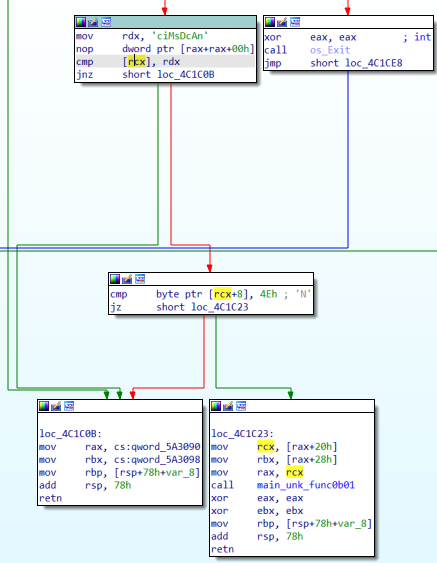 mov rdx, 'ciMsDcAn'
nop dword ptr [rax+rax+00h]
cmp [rcx], rdx
jnz short loc_4C1C0B
xor eax, eax ; int
call os_Exit
jmp short loc_4C1CE8
cmp byte ptr [rcx+8], 4Eh ; 'N'
jz short loc_4C1C23
loc_4C1C0B:
mov rax, cs:qword_5A3090
mov rbx, cs:qword_5A3098
mov rbp, [rsp+78h+var_8]
add rsp, 78h
retn
loc_4C1C23:
mov rcx, [rax+20h]
mov rbx, [rax+28h]
mov rax, rcx
call main_unk_func0b01
xor eax, eax
xor ebx, ebx
mov rbp, [rsp+78h+var_8]
add rsp, 78h
retn